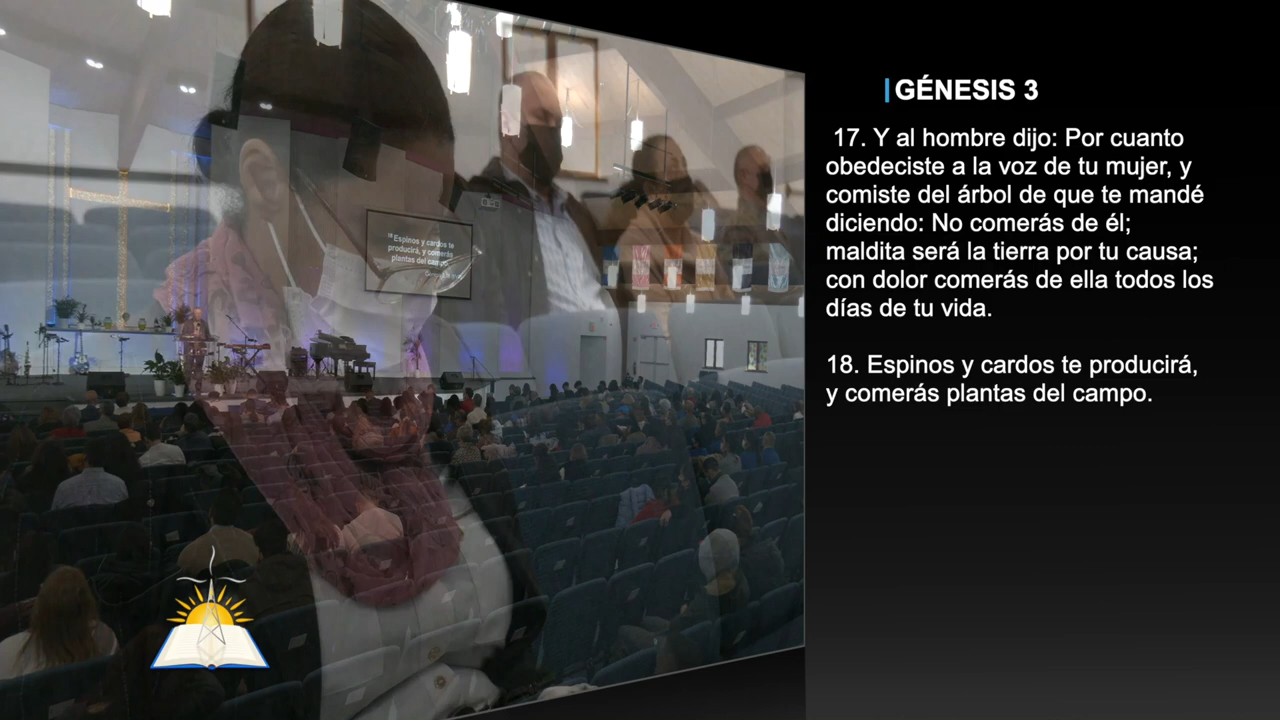 GÉNESIS 3
17. Y al hombre dijo: Por cuanto
obedeciste a la voz de tu mujer, y
comiste del árbol de que te mandé
diciendo: No comerás de él;
maldita será la tierra por tu causa;
con dolor comerás de ella todos los
días de tu vida.
18. Espinos y cardos te producirá,
y comerás plantas del campo.
18 Espinos y cardos te
producirá, y comerás
plantas del campo.